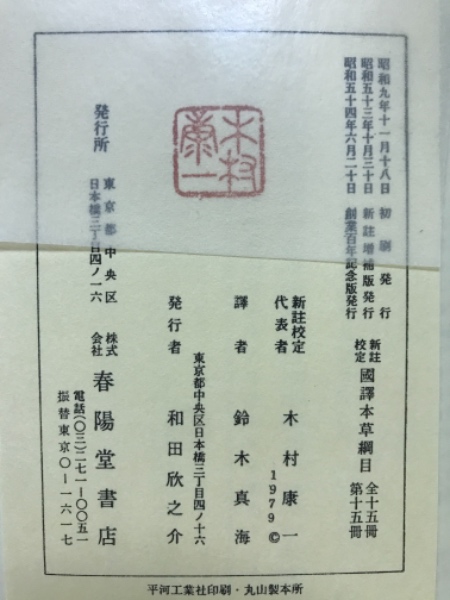 昭和九年十一月十八日 初刷発行
昭和五十三年十月三十日 新註増補版発行
昭和五十四年六月二十日 創業百年記念版発行
新註校定 國譯本草綱目 全十五冊
第十五冊
新註校定
代表者 木村康一
1979©
譯者 鈴木真海
東京都中央区日本橋三丁目四ノ十六
発行者 和田欣之介
木村
康一
発行所 東京都中央区
日本橋三丁目四ノ一六
株式会社 春陽堂書店
電話(〇三)二七一-〇〇五一
振替東京〇-一六一七
平河工業社印刷・丸山製本所